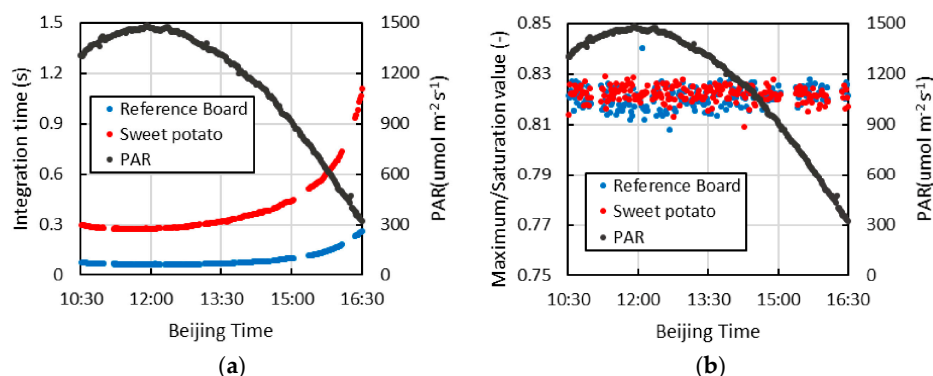 1.5
1.2
0.9
0.6
0.3
0
Integration time (s)
1500
1200
900
600
300
0
PAR(umol m⁻² s⁻¹)
Reference Board
Sweet potato
PAR
10:30 12:00 13:30 15:00 16:30
Beijing Time
(a)
0.85
0.83
0.81
0.79
0.77
0.75
Maximum/Saturation value (-)
1500
1200
900
600
300
0
PAR(umol m⁻² s⁻¹)
Reference Board
Sweet potato
PAR
10:30 12:00 13:30 15:00 16:30
Beijing Time
(b)